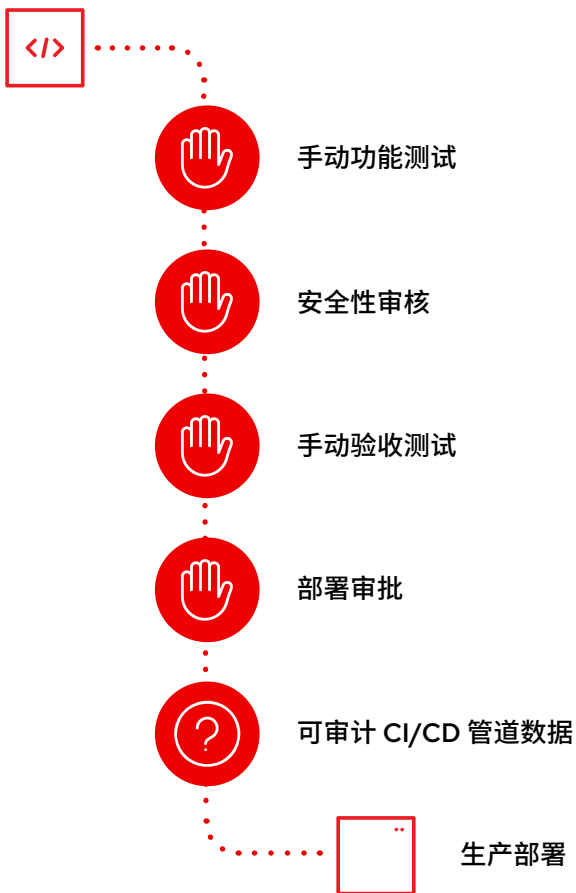 </>
手动功能测试
安全性审核
手动验收测试
部署审批
?
可审计 CI/CD 管道数据
生产部署